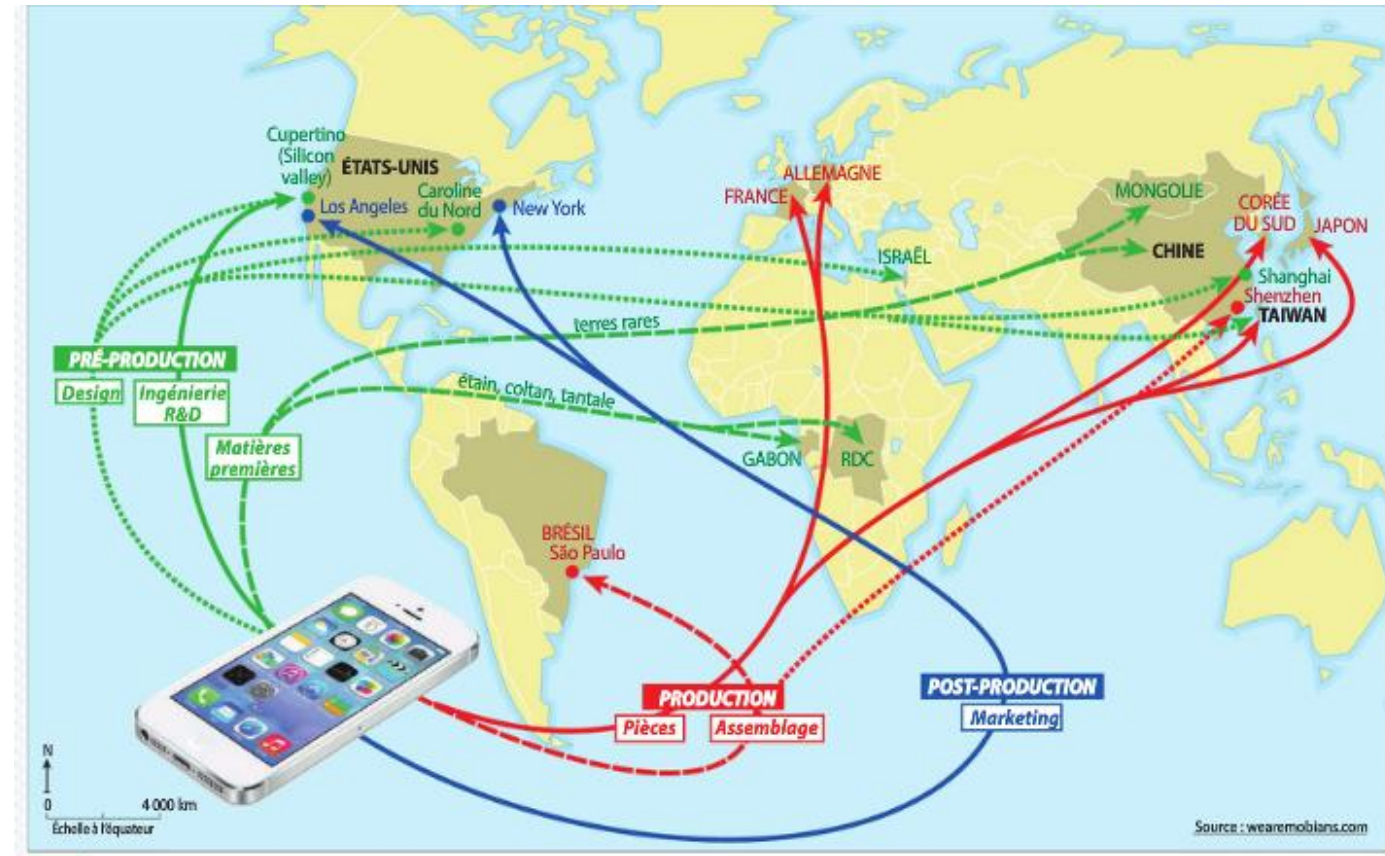 Cupertino
(Silicon
valley)
ÉTATS-UNIS
Los Angeles
Caroline
du Nord
New York
FRANCE
ALLEMAGNE
ISRAËL
MONGOLIE
CHINE
CORÉE
DU SUD
JAPON
Shanghai
Shenzhen
TAIWAN
terres rares
étain, coltan, tantale
PRÉ-PRODUCTION
Design
Ingénierie
R&D
Matières
premières
GABON
RDC
BRÉSIL
São Paulo
PRODUCTION
Pièces
Assemblage
POST-PRODUCTION
Marketing
N
0
4 000 km
Échelle à l'équateur
Source : wearemobians.com